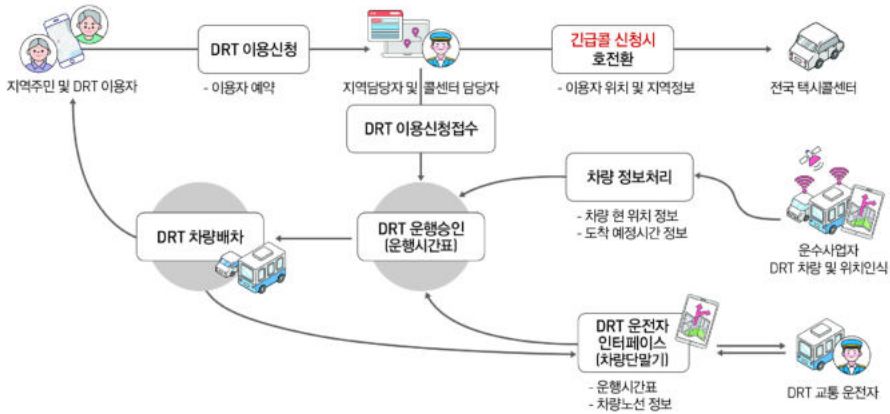 DRT 이용신청
- 이용자 예약
지역주민 및 DRT 이용자
지역담당자 및 콜센터 담당자
긴급콜 신청시
호전환
- 이용자 위치 및 지역정보
전국 택시콜센터
DRT 이용신청접수
차량 정보처리
- 차량 현 위치 정보
- 도착 예정시간 정보
운수사업자
DRT 차량 및 위치인식
DRT 차량배차
DRT 운행승인
(운행시간표)
DRT 운전자
인터페이스
(차량단말기)
- 운행시간표
- 차량노선 정보
DRT 교통 운전자